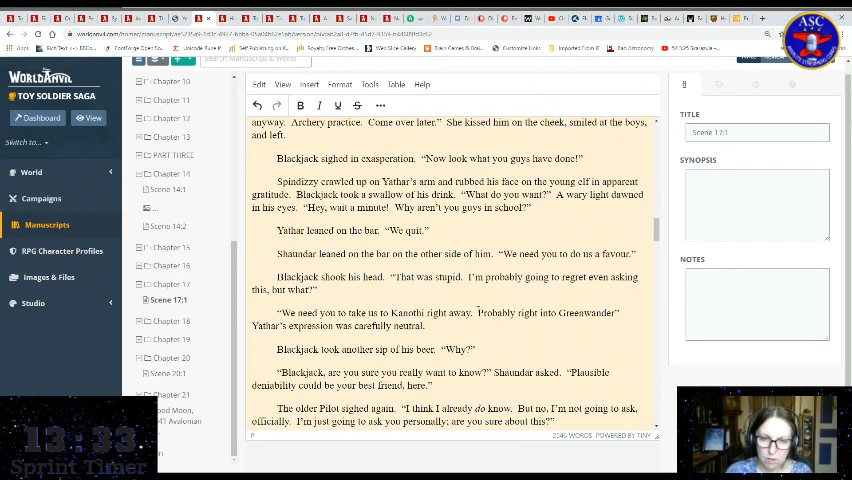 worldanvil.com/homer/manuscript/
Search Manuscript & Items
ASC
WORLDANVIL
TOY SOLDIER SAGA
Dashboard
View
Switch to...
World
Campaigns
Manuscripts
RPG Character Profiles
Images & Files
Studio
Chapter 10
Chapter 11
Chapter 12
Chapter 13
PART THREE
Chapter 14
Scene 14:1
...
Scene 14:2
Chapter 15
Chapter 16
Chapter 17
Scene 17:1
Chapter 18
Chapter 19
Chapter 20
Scene 20:1
Chapter 21
Edit View Insert Format Tools Table Help
B I U S ...
anyway. Archery practice. Come over later.” She kissed him on the cheek, smiled at the boys,
and left.
Blackjack sighed in exasperation. “Now look what you guys have done!”
Spindizzy crawled up on Yathar’s arm and rubbed his face on the young elf in apparent
gratitude. Blackjack took a swallow of his drink. “What do you want?” A wary light dawned
in his eyes. “Hey, wait a minute! Why aren’t you guys in school?”
Yathar leaned on the bar. “We quit.”
Shaundar leaned on the bar on the other side of him. “We need you to do us a favour.”
Blackjack shook his head. “That was stupid. I’m probably going to regret even asking
this, but what?”
“We need you to take us to Kanothi right away. Probably right into Greenwander”
Yathar’s expression was carefully neutral.
Blackjack took another sip of his beer. “Why?”
“Blackjack, are you sure you really want to know?” Shaundar asked. “Plausible
deniability could be your best friend, here.”
The older Pilot sighed again. “I think I already do know. But no, I’m not going to ask,
officially. I’m just going to ask you personally; are you sure about this?”
P
2546 WORDS POWERED BY TINY
TITLE
Scene 17:1
SYNOPSIS
NOTES
13:33
Sprint Timer